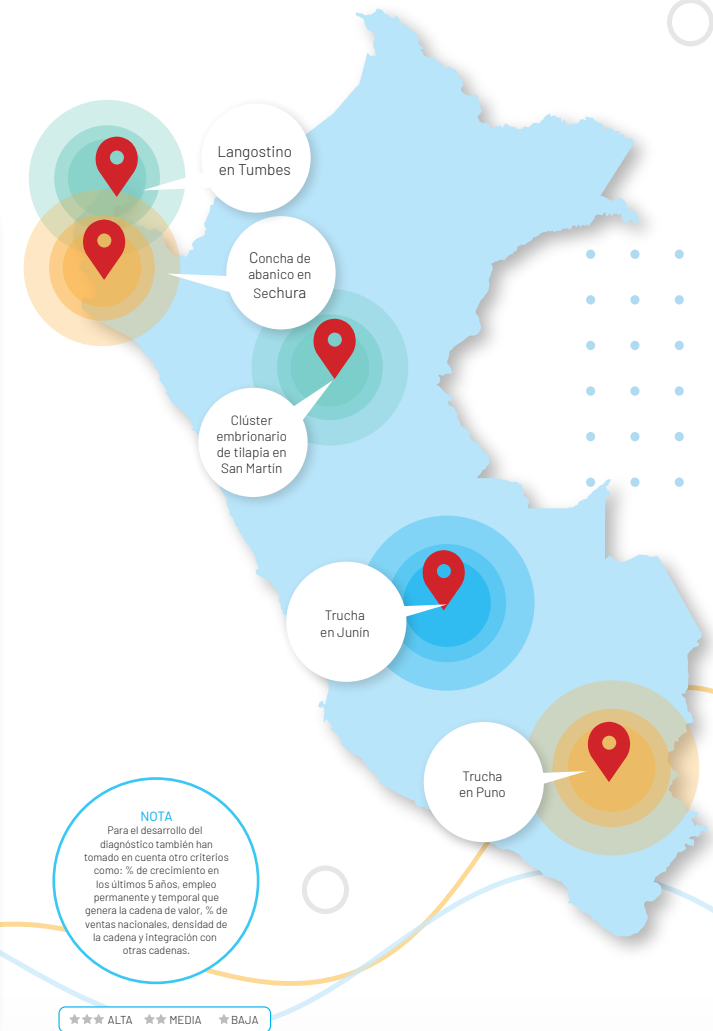 Langostino
en Tumbes
Concha de
abanico en
Sechura
Clúster
embrionario
de tilapia en
San Martín
Trucha
en Junín
Trucha
en Puno
NOTA
Para el desarrollo del
diagnóstico también han
tomado en cuenta otro criterios
como: % de crecimiento en
los últimos 5 años, empleo
permanente y temporal que
genera la cadena de valor, % de
ventas nacionales, densidad de
la cadena y integración con
otras cadenas.
ALTA MEDIA BAJA